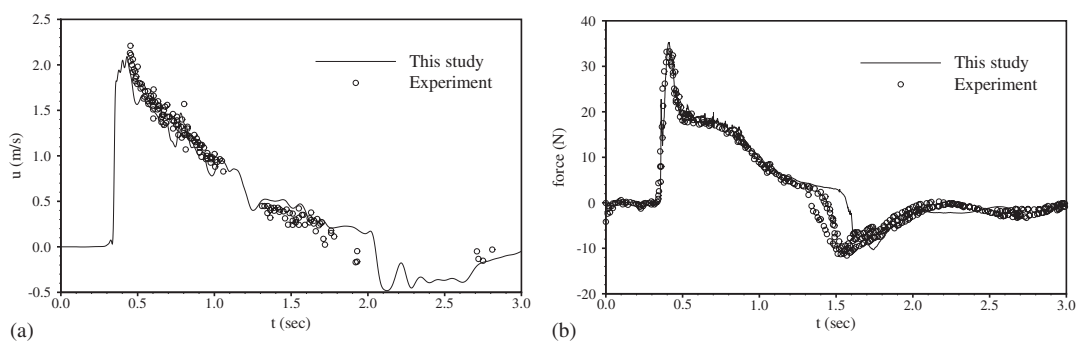 2.5
2.0
1.5
1.0
0.5
0.0
-0.5
u (m/s)
This study
Experiment
0.0 0.5 1.0 1.5 2.0 2.5 3.0
t (sec)
(a)
40
30
20
10
0
-10
-20
force (N)
This study
Experiment
0.0 0.5 1.0 1.5 2.0 2.5 3.0
t (sec)
(b)